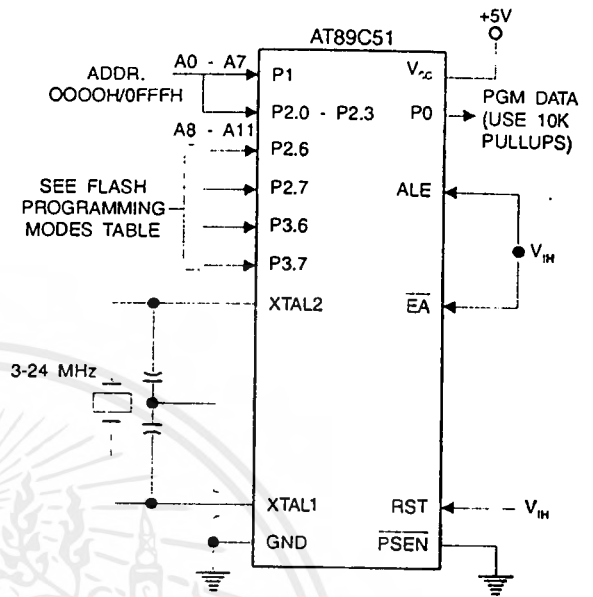 +5V
AT89C51
A0 - A7
ADDR.
OOOOH/0FFFH
P1
VCC
P2.0 - P2.3
P0
PGM DATA
(USE 10K
PULLUPS)
A8 - A11
P2.6
SEE FLASH
PROGRAMMING
MODES TABLE
P2.7
ALE
P3.6
VIH
P3.7
XTAL2
EA
3-24 MHz
XTAL1
RST
VIH
GND
PSEN